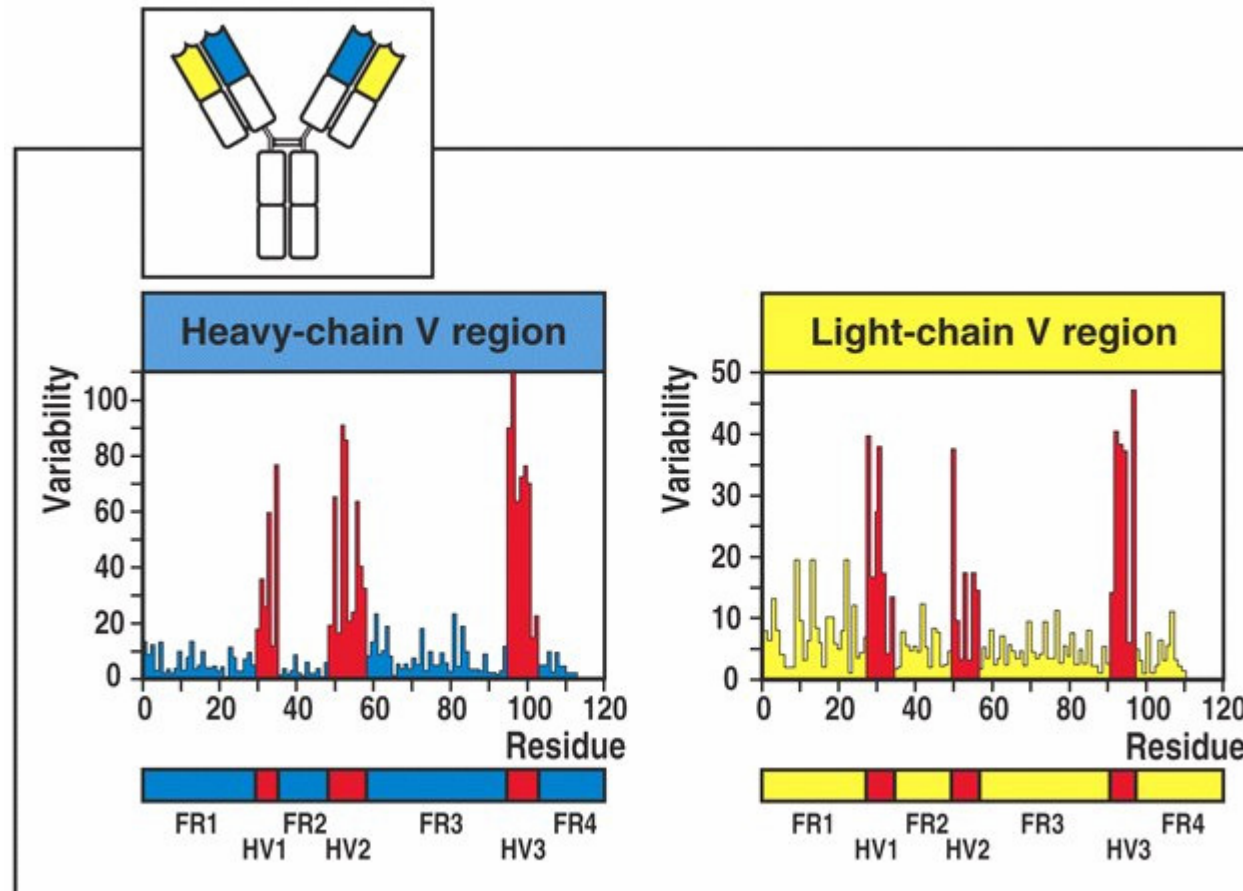 Heavy-chain V region
Variability
100
80
60
40
20
0
0 20 40 60 80 100 120
Residue
FR1 FR2 FR3 FR4
HV1 HV2 HV3
Light-chain V region
Variability
50
40
30
20
10
0
0 20 40 60 80 100 120
Residue
FR1 FR2 FR3 FR4
HV1 HV2 HV3